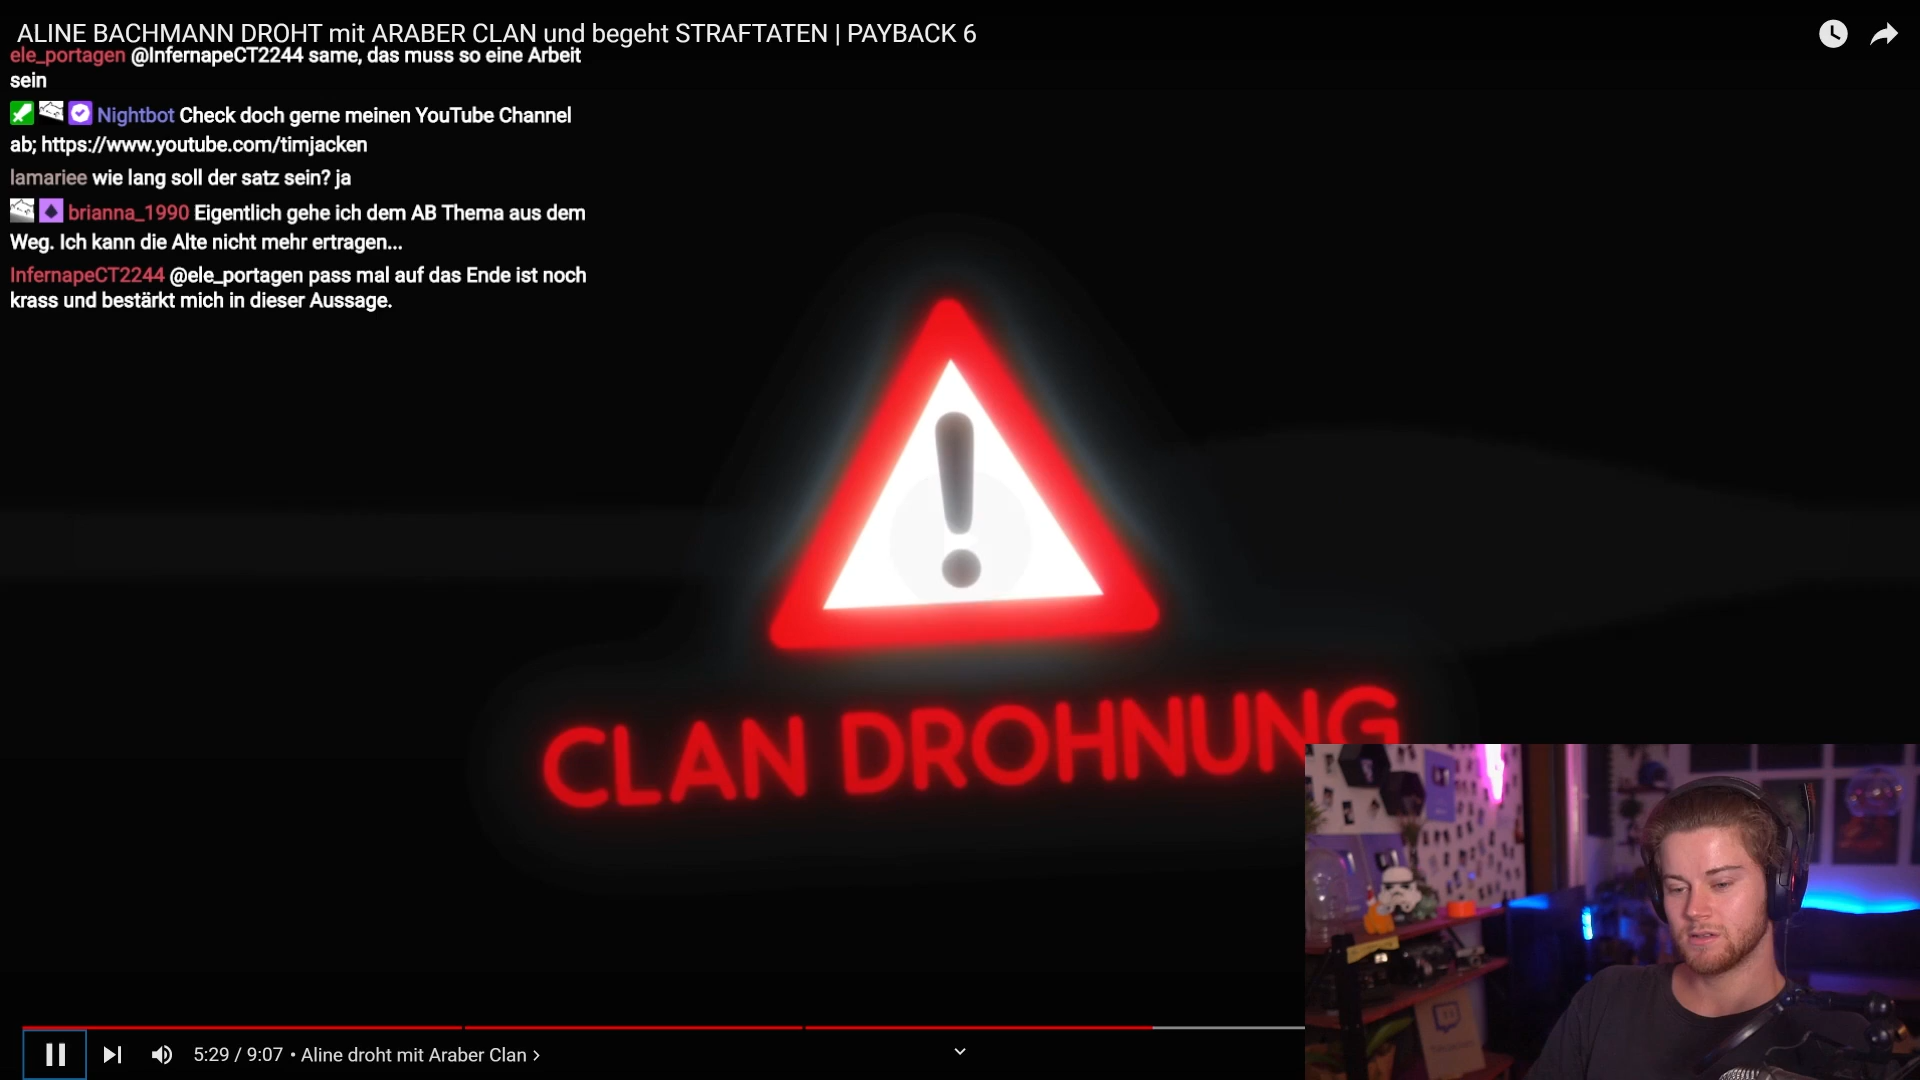 ALINE BACHMANN DROHT mit ARABER CLAN und begeht STRAFTATEN | PAYBACK 6
ele_portagen @InfernapeCT2244 same, das muss so eine Arbeit
sein
Nightbot Check doch gerne meinen YouTube Channel
ab; https://www.youtube.com/timjacken
lamariee wie lang soll der satz sein? ja
brianna_1990 Eigentlich gehe ich dem AB Thema aus dem
Weg. Ich kann die Alte nicht mehr ertragen...
InfernapeCT2244 @ele_portagen pass mal auf das Ende ist noch
krass und bestärkt mich in dieser Aussage.
!
CLAN DROHNUNG
5:29 / 9:07 • Aline droht mit Araber Clan ›